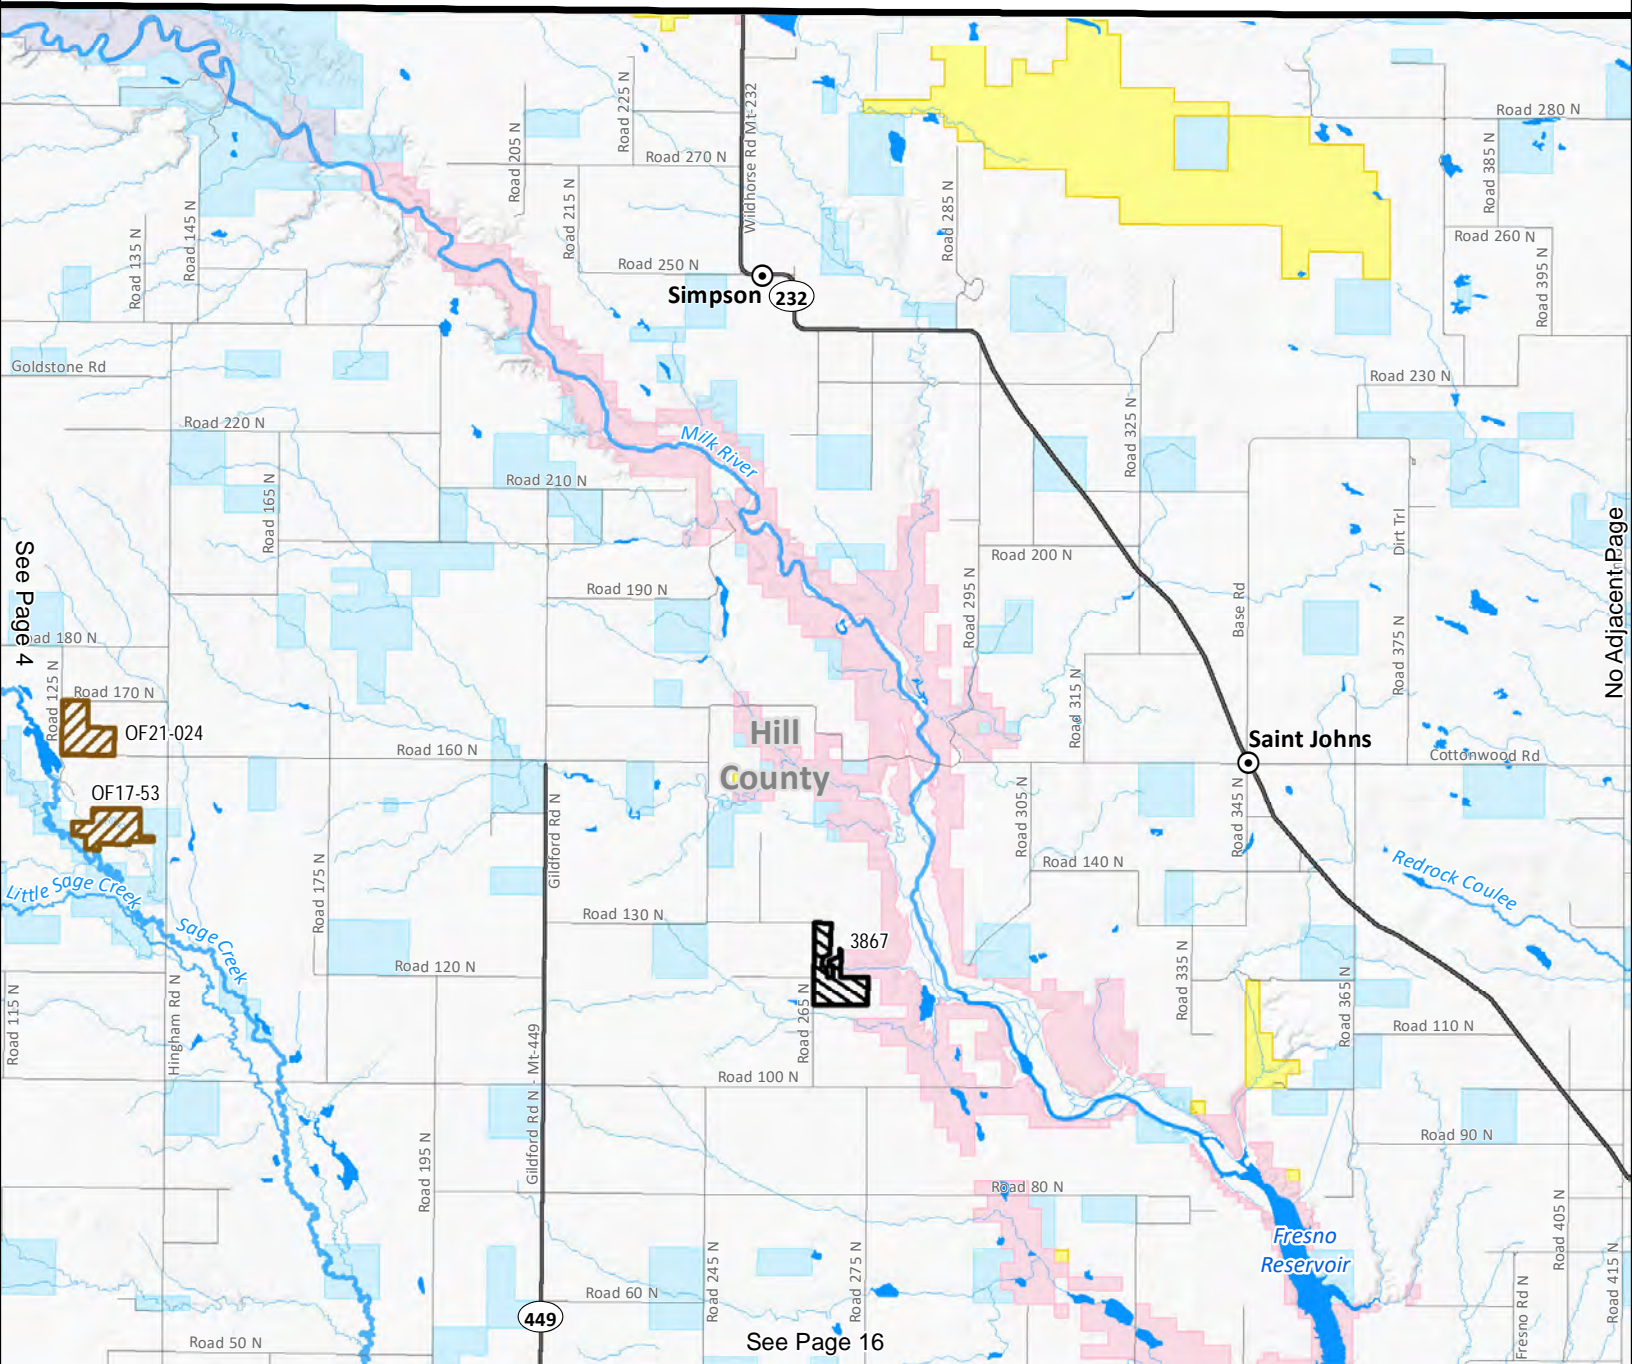 Road 280 N
Road 225 N
Wildhorse Rd Mt-232
Road 205 N
Road 270 N
Road 385 N
Road 215 N
Road 285 N
Road 145 N
Road 135 N
Road 260 N
Road 395 N
Road 250 N
Simpson
232
Goldstone Rd
Road 230 N
Road 220 N
Road 325 N
Milk River
Road 210 N
Road 165 N
Dirt Trl
No Adjacent Page
See Page 4
Road 200 N
Road 190 N
Road 295 N
Base Rd
oad 180 N
Road 375 N
Road 125 N
Road 170 N
Road 315 N
OF21-024
Hill
County
Saint Johns
Road 160 N
Cottonwood Rd
OF17-53
Gildford Rd N
Road 305 N
Road 345 N
Road 140 N
Redrock Coulee
Little Sage Creek
Road 175 N
Road 130 N
Sage Creek
3867
Road 120 N
Road 335 N
Road 115 N
Hingham Rd N
Road 265 N
Road 365 N
Road 110 N
Gildford Rd N - Mt-449
Road 100 N
Road 195 N
Road 90 N
Road 80 N
Road 405 N
Fresno
Reservoir
Road 245 N
Road 275 N
Road 415 N
Road 60 N
Fresno Rd N
449
Road 50 N
See Page 16